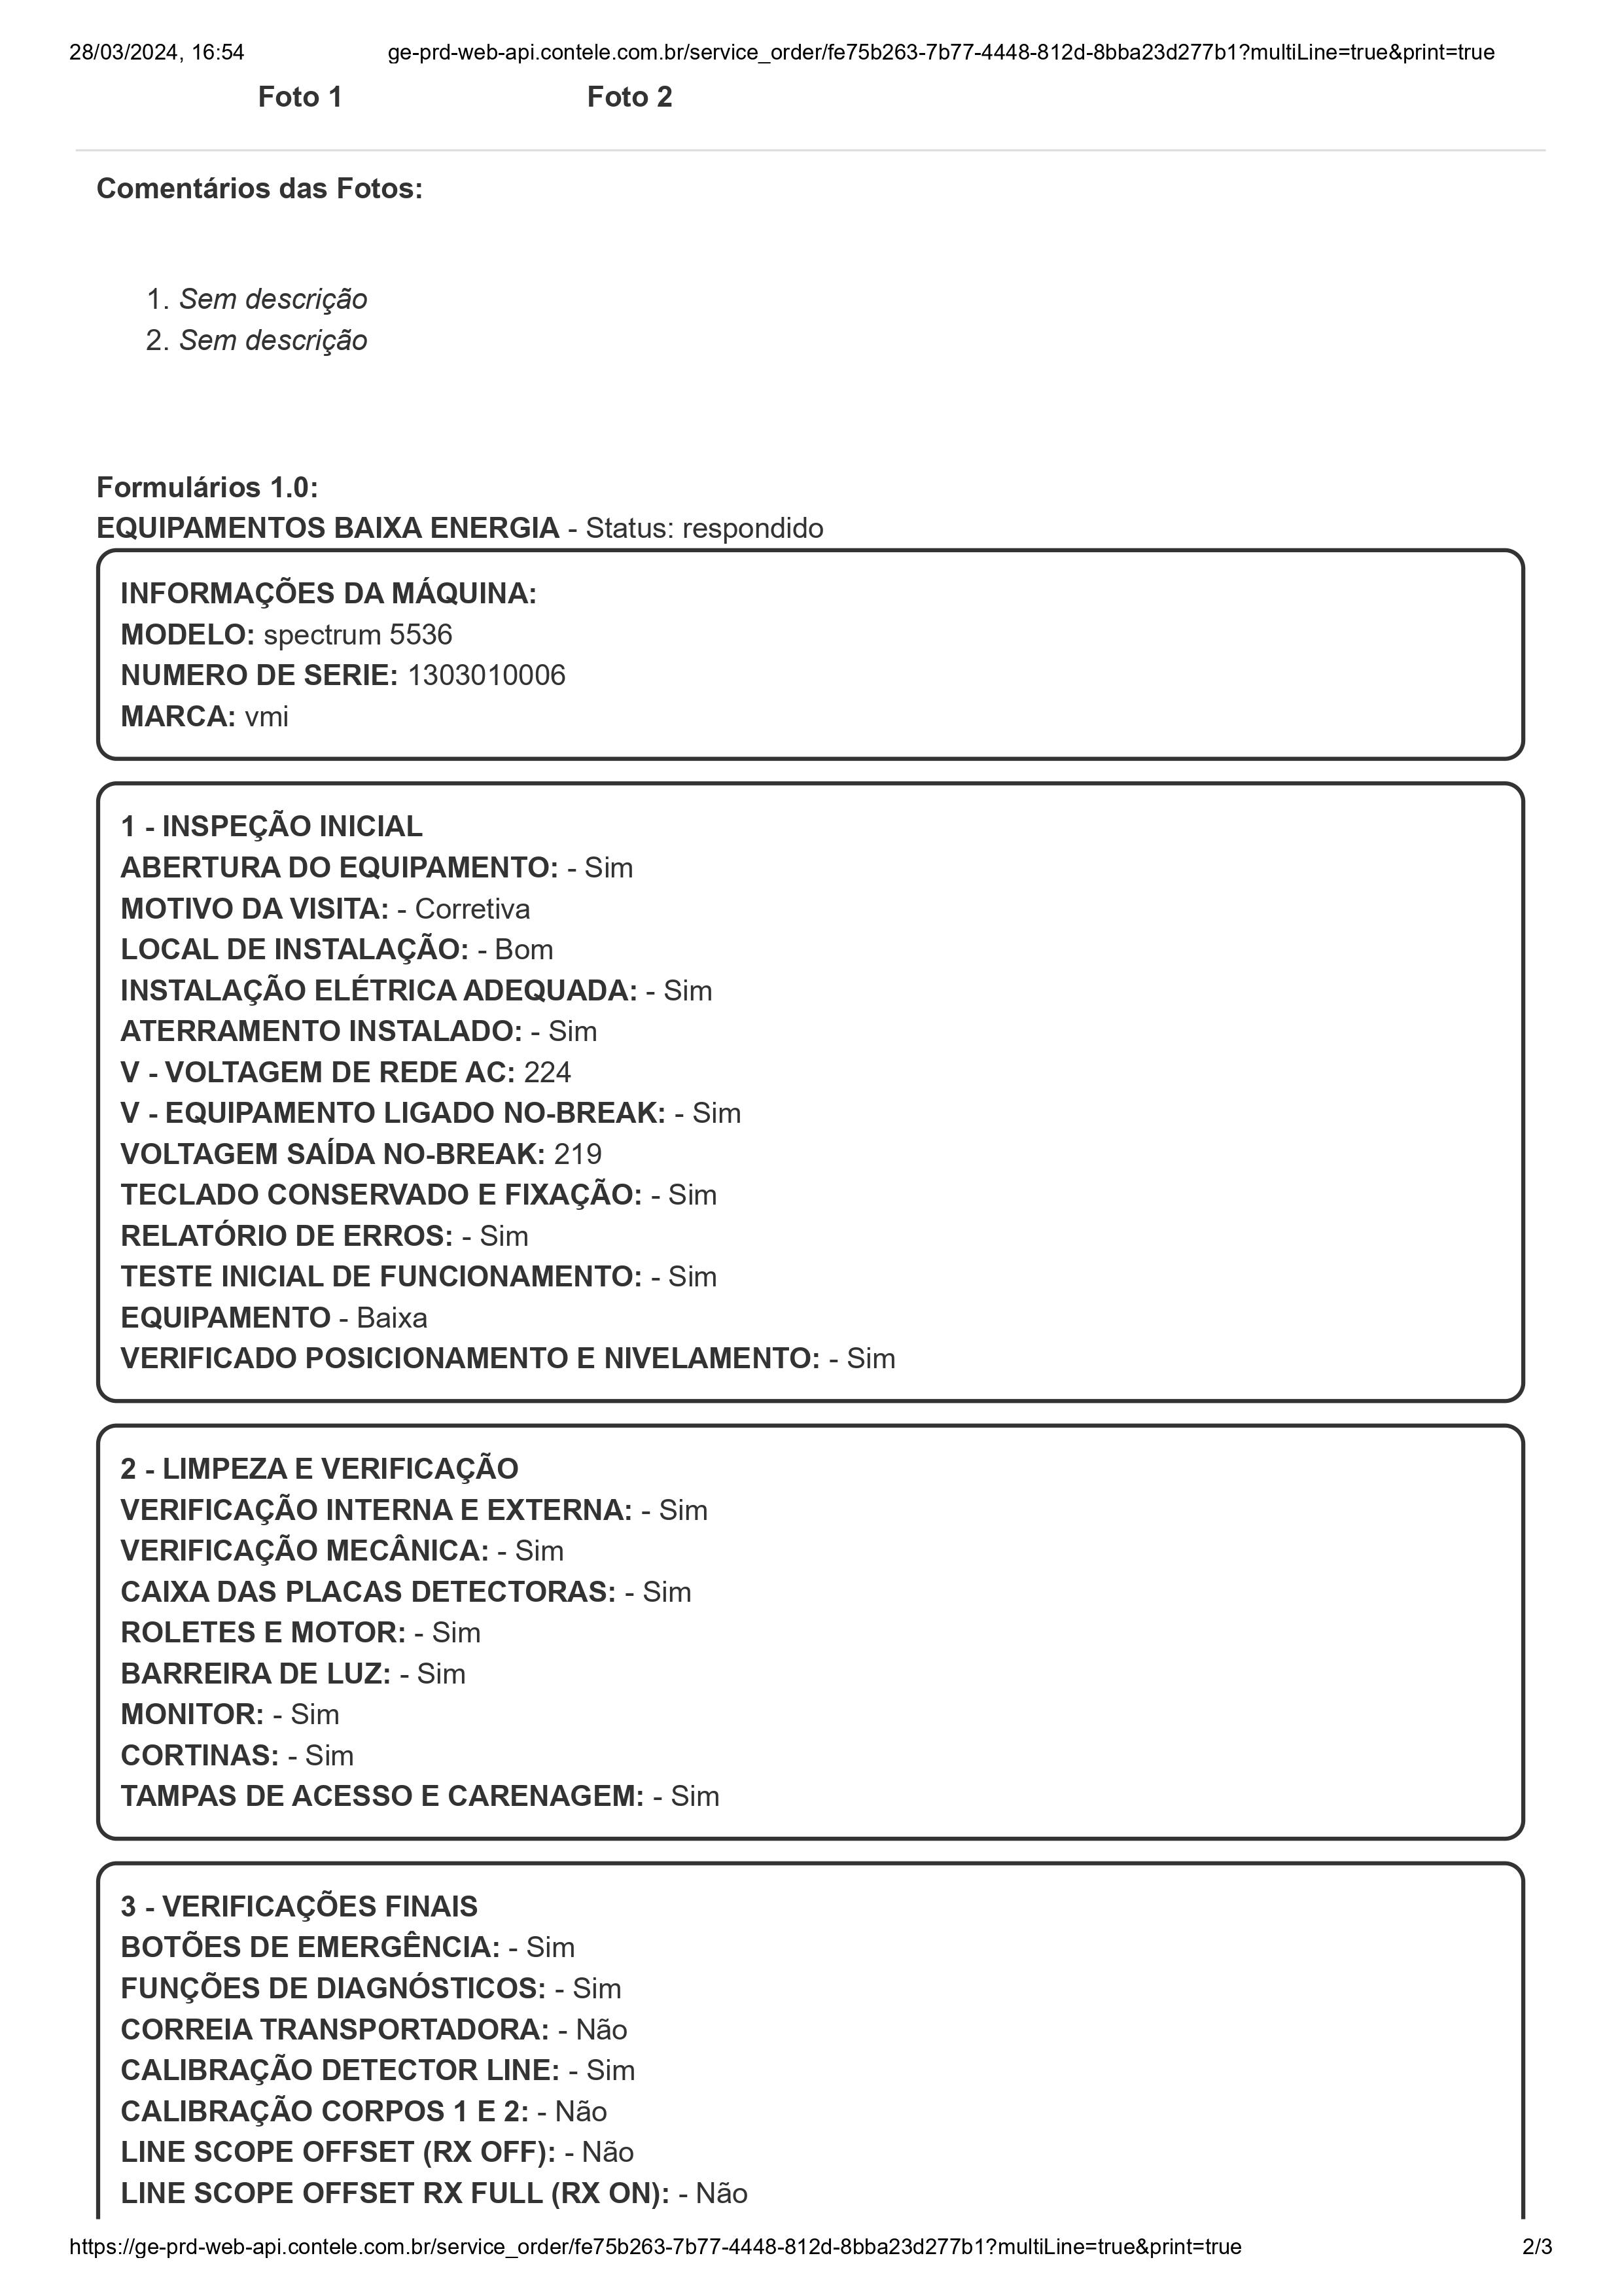 28/03/2024, 16:54 ge-prd-web-api.contele.com.br/service_order/fe75b263-7b77-4448-812d-8bba23d277b1?multiLine=true&print=true
Foto 1 Foto 2
Comentários das Fotos:
1. Sem descrição
2. Sem descrição
Formulários 1.0:
EQUIPAMENTOS BAIXA ENERGIA - Status: respondido
INFORMAÇÕES DA MÁQUINA:
MODELO: spectrum 5536
NUMERO DE SERIE: 1303010006
MARCA: vmi
1 - INSPEÇÃO INICIAL
ABERTURA DO EQUIPAMENTO: - Sim
MOTIVO DA VISITA: - Corretiva
LOCAL DE INSTALAÇÃO: - Bom
INSTALAÇÃO ELÉTRICA ADEQUADA: - Sim
ATERRAMENTO INSTALADO: - Sim
V - VOLTAGEM DE REDE AC: 224
V - EQUIPAMENTO LIGADO NO-BREAK: - Sim
VOLTAGEM SAÍDA NO-BREAK: 219
TECLADO CONSERVADO E FIXAÇÃO: - Sim
RELATÓRIO DE ERROS: - Sim
TESTE INICIAL DE FUNCIONAMENTO: - Sim
EQUIPAMENTO - Baixa
VERIFICADO POSICIONAMENTO E NIVELAMENTO: - Sim
2 - LIMPEZA E VERIFICAÇÃO
VERIFICAÇÃO INTERNA E EXTERNA: - Sim
VERIFICAÇÃO MECÂNICA: - Sim
CAIXA DAS PLACAS DETECTORAS: - Sim
ROLETES E MOTOR: - Sim
BARREIRA DE LUZ: - Sim
MONITOR: - Sim
CORTINAS: - Sim
TAMPAS DE ACESSO E CARENAGEM: - Sim
3 - VERIFICAÇÕES FINAIS
BOTÕES DE EMERGÊNCIA: - Sim
FUNÇÕES DE DIAGNÓSTICOS: - Sim
CORREIA TRANSPORTADORA: - Não
CALIBRAÇÃO DETECTOR LINE: - Sim
CALIBRAÇÃO CORPOS 1 E 2: - Não
LINE SCOPE OFFSET (RX OFF): - Não
LINE SCOPE OFFSET RX FULL (RX ON): - Não
https://ge-prd-web-api.contele.com.br/service_order/fe75b263-7b77-4448-812d-8bba23d277b1?multiLine=true&print=true 2/3